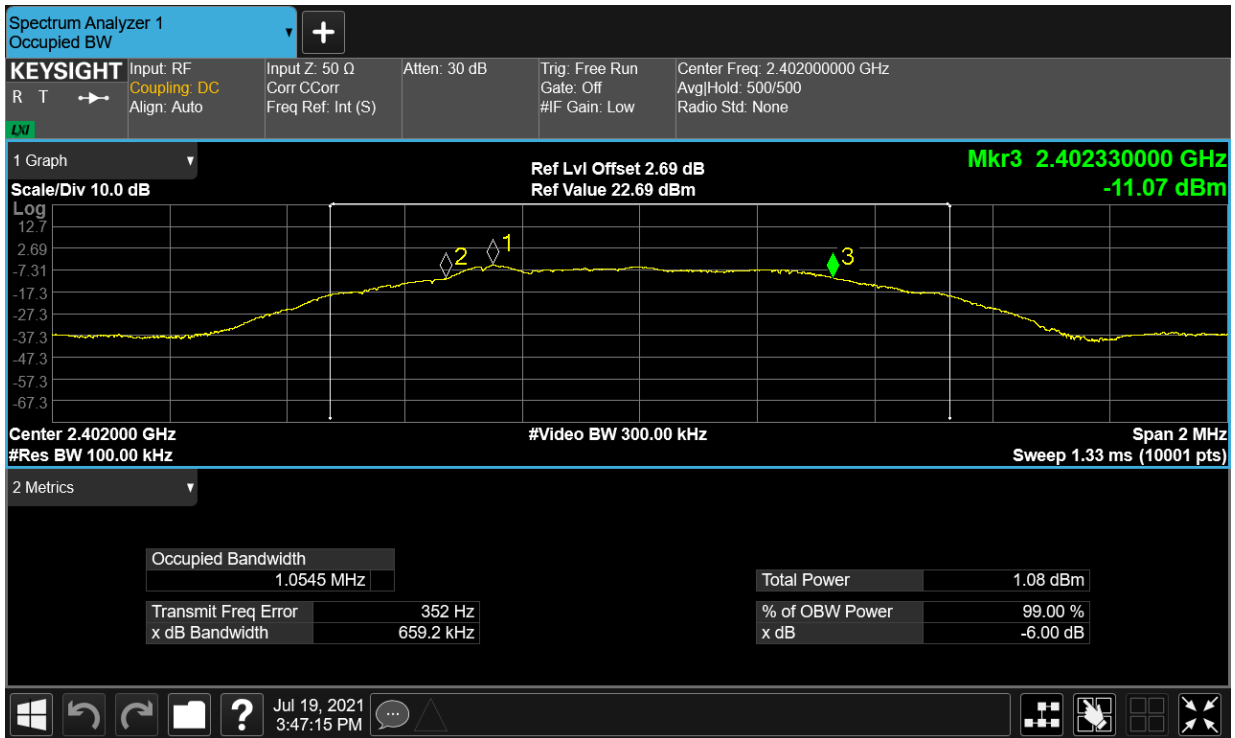 Spectrum Analyzer 1
Occupied BW
KEYSIGHT
R T
LXI
Input: RF
Coupling: DC
Align: Auto
Input Z: 50 Ω
Corr CCorr
Freq Ref: Int (S)
Atten: 30 dB
Trig: Free Run
Gate: Off
#IF Gain: Low
Center Freq: 2.402000000 GHz
Avg|Hold: 500/500
Radio Std: None
1 Graph
Scale/Div 10.0 dB
Ref Lvl Offset 2.69 dB
Ref Value 22.69 dBm
Mkr3 2.402330000 GHz
-11.07 dBm
Log
12.7
2.69
-7.31
-17.3
-27.3
-37.3
-47.3
-57.3
-67.3
2
1
3
Center 2.402000 GHz
#Video BW 300.00 kHz
Span 2 MHz
#Res BW 100.00 kHz
Sweep 1.33 ms (10001 pts)
2 Metrics
Occupied Bandwidth
1.0545 MHz
Transmit Freq Error 352 Hz
x dB Bandwidth 659.2 kHz
Total Power 1.08 dBm
% of OBW Power 99.00 %
x dB -6.00 dB
?
Jul 19, 2021
3:47:15 PM